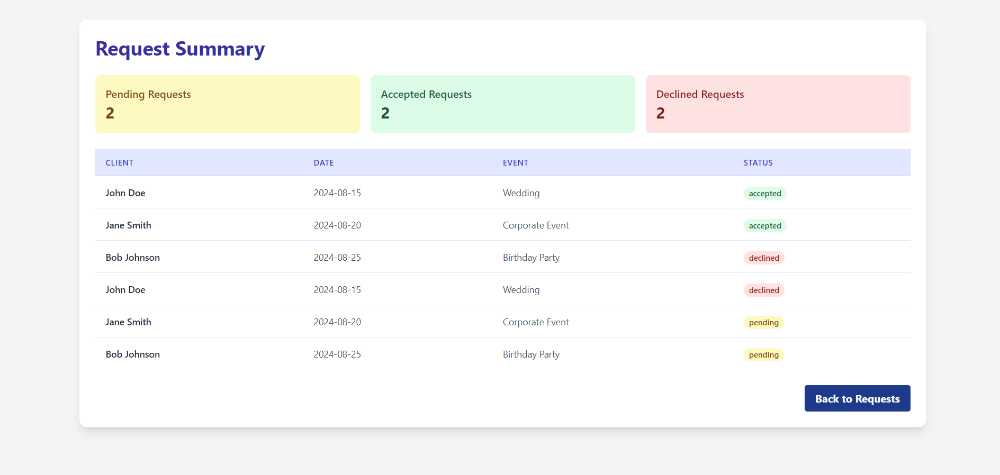 Request Summary
Pending Requests
2
Accepted Requests
2
Declined Requests
2
CLIENT DATE EVENT STATUS
John Doe 2024-08-15 Wedding accepted
Jane Smith 2024-08-20 Corporate Event accepted
Bob Johnson 2024-08-25 Birthday Party declined
John Doe 2024-08-15 Wedding declined
Jane Smith 2024-08-20 Corporate Event pending
Bob Johnson 2024-08-25 Birthday Party pending
Back to Requests